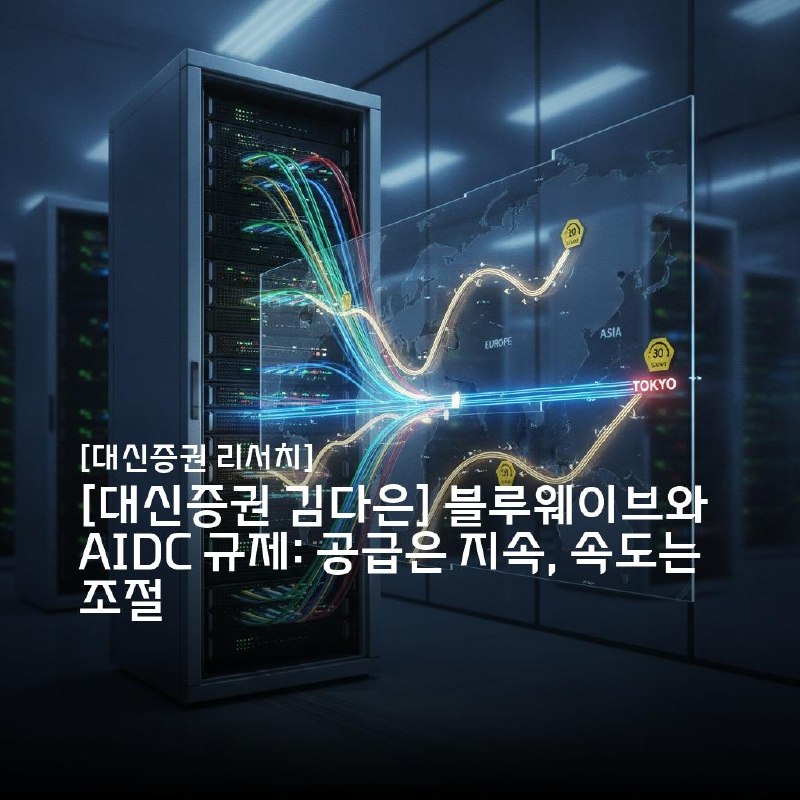 EUROPE
ASIA
30
TOKYO
[대신증권 리서치]
[대신증권 김다은] 블루웨이브와
AIDC 규제: 공급은 지속, 속도는
조절